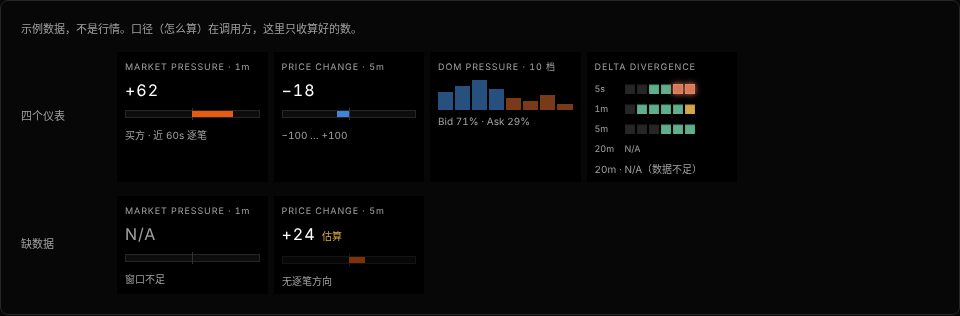 示例数据，不是行情。口径（怎么算）在调用方，这里只收算好的数。
四个仪表
MARKET PRESSURE · 1m
+62
买方 · 近 60s 逐笔
PRICE CHANGE · 5m
−18
−100 … +100
DOM PRESSURE · 10 档
Bid 71% · Ask 29%
DELTA DIVERGENCE
5s
1m
5m
20m N/A
20m · N/A（数据不足）
缺数据
MARKET PRESSURE · 1m
N/A
窗口不足
PRICE CHANGE · 5m
+24 估算
无逐笔方向